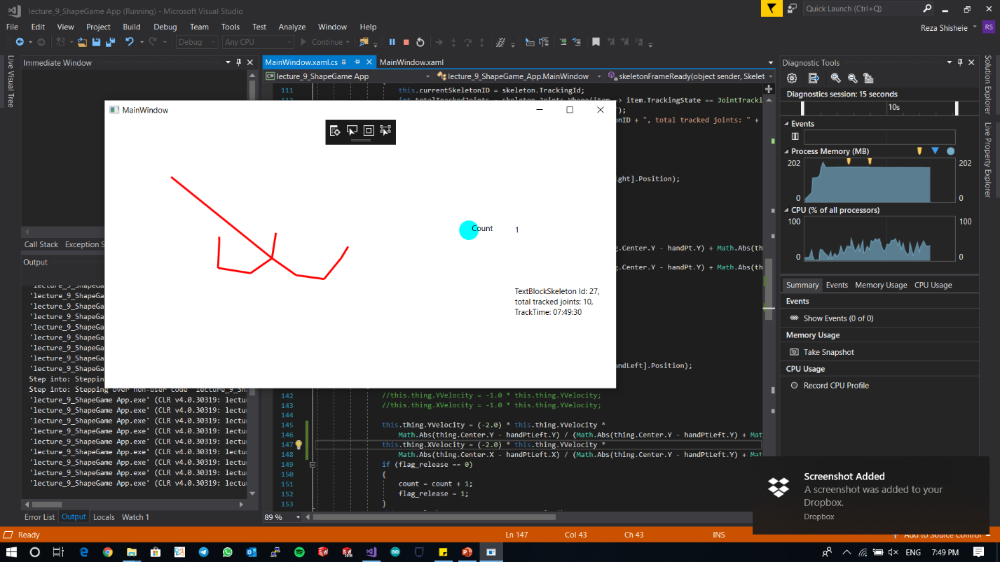 lecture_9_ShapeGame App (Running) - Microsoft Visual Studio
Quick Launch (Ctrl+Q)
File Edit View Project Build Debug Team Tools Test Analyze Window Help
Reza Shisheie
RS
Debug
Any CPU
Continue
Live Visual Tree
Immediate Window
Call Stack Exception S
Output
'lecture_9_ShapeGa
'lecture_9_ShapeGa
'lecture_9_ShapeGa
'lecture_9_ShapeGa
'lecture_9_ShapeGa
'lecture_9_ShapeGa
'lecture_9_ShapeGa
'lecture_9_ShapeGa
Step into: Steppin
Step into: Stepping over non-user code 'lecture_9_Sha
'lecture_9_ShapeGame App.exe' (CLR v4.0.30319: lectur
'lecture_9_ShapeGame App.exe' (CLR v4.0.30319: lectur
'lecture_9_ShapeGame App.exe' (CLR v4.0.30319: lectur
'lecture_9_ShapeGame App.exe' (CLR v4.0.30319: lectur
'lecture_9_ShapeGame App.exe' (CLR v4.0.30319: lectur
'lecture_9_ShapeGame App.exe' (CLR v4.0.30319: lectur
'lecture_9_ShapeGame App.exe' (CLR v4.0.30319: lectur
'lecture_9_ShapeGame App.exe' (CLR v4.0.30319: lectur
'lecture_9_ShapeGame App.exe' (CLR v4.0.30319: lectur
Error List Output Locals Watch 1
MainWindow.xaml.cs
MainWindow.xaml
lecture_9_ShapeGame App
lecture_9_ShapeGame_App.MainWindow
skeletonFrameReady(object sender, Skelet
111 this.currentSkeletonID = skeleton.TrackingId;
112 int totalTrackedJoints = skeleton.Joints.Where(item => item.TrackingState == JointTracki
");
onID + ", total tracked joints: " +
ght].Position);
g.Center.Y - handPt.Y) + Math.Abs(th
g.Center.Y - handPt.Y) + Math.Abs(th
andLeft].Position);
MainWindow
Count 1
TextBlockSkeleton Id: 27,
total tracked joints: 10,
TrackTime: 07:49:30
142 //this.thing.YVelocity = -1.0 * this.thing.YVelocity;
143 //this.thing.XVelocity = -1.0 * this.thing.YVelocity;
144
145 this.thing.YVelocity = (-2.0) * this.thing.YVelocity *
146 Math.Abs(thing.Center.Y - handPtLeft.Y) / (Math.Abs(thing.Center.Y - handPtLeft.Y) + Mat
147 this.thing.XVelocity = (-2.0) * this.thing.YVelocity *
148 Math.Abs(thing.Center.X - handPtLeft.X) / (Math.Abs(thing.Center.Y - handPtLeft.Y) + Mat
149 if (flag_release == 0)
150 {
151 count = count + 1;
152 flag_release = 1;
153 }
89 %
Diagnostic Tools
Diagnostics session: 15 seconds
10s
Events
Process Memory (MB)
202 202
0 0
CPU (% of all processors)
100 100
0 0
Summary Events Memory Usage CPU Usage
Events
Show Events (0 of 0)
Memory Usage
Take Snapshot
CPU Usage
Record CPU Profile
Solution Explorer
Live Property Explorer
Screenshot Added
A screenshot was added to your
Dropbox.
Dropbox
Ready
Ln 147
Col 43
Ch 43
INS
Add to Source Control
ENG
7:49 PM